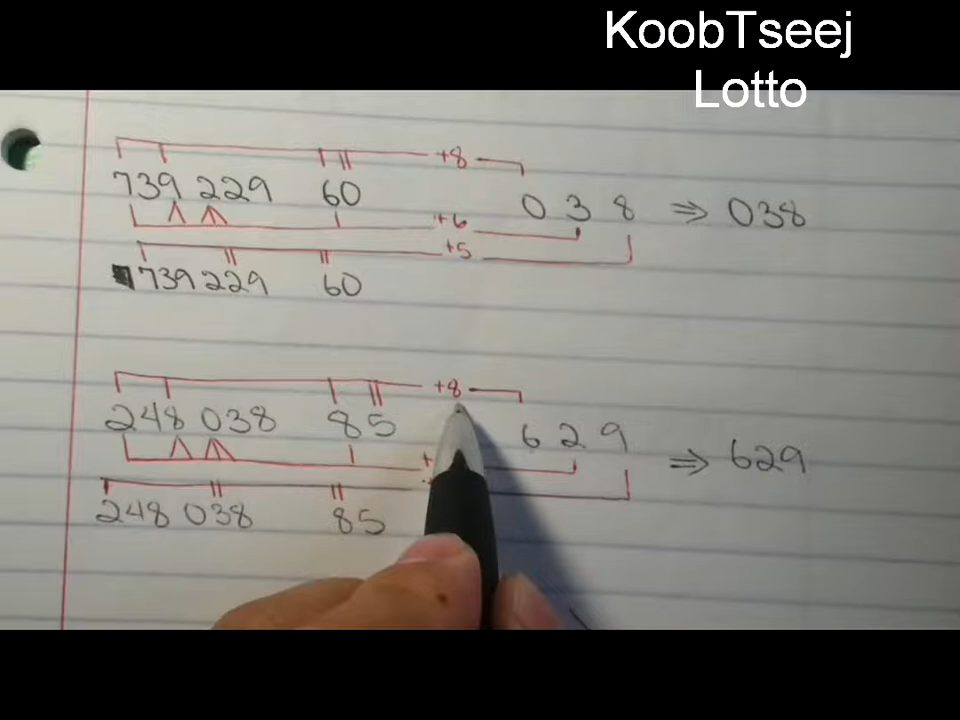 KoobTseej
Lotto
+8
739 229 60 0 3 8 ⇒ 038
+6
+5
739 229 60
+8
248 038 85 6 2 9 ⇒ 629
+
248 038 85